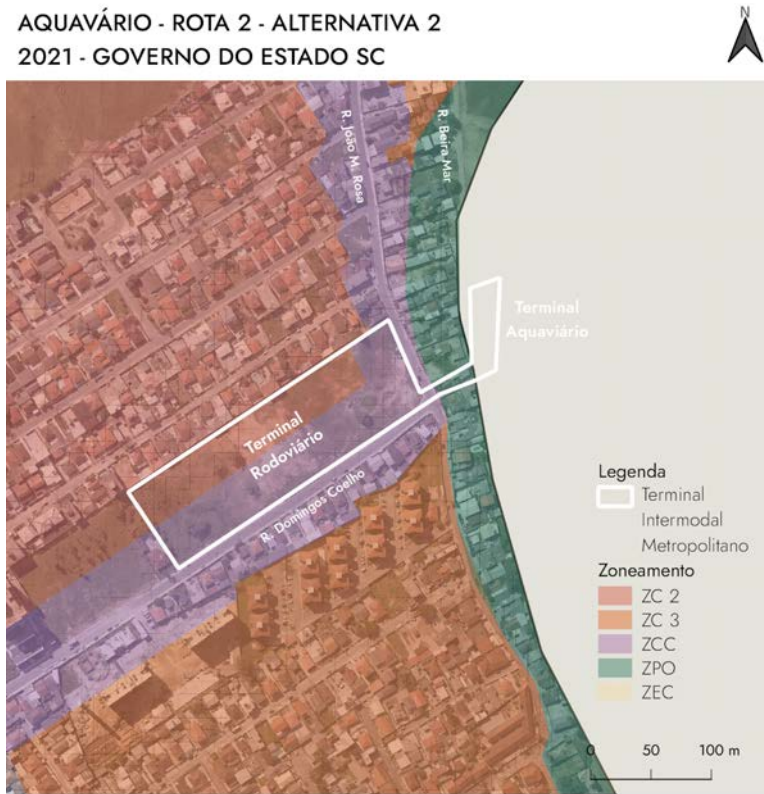 AQUAVÁRIO - ROTA 2 - ALTERNATIVA 2
2021 - GOVERNO DO ESTADO SC
N
R. João M. Rosa
R. Beira Mar
Terminal
Aquaviário
Terminal
Rodoviário
R. Domingos Coelho
Legenda
Terminal
Intermodal
Metropolitano
Zoneamento
ZC 2
ZC 3
ZCC
ZPO
ZEC
0 50 100 m